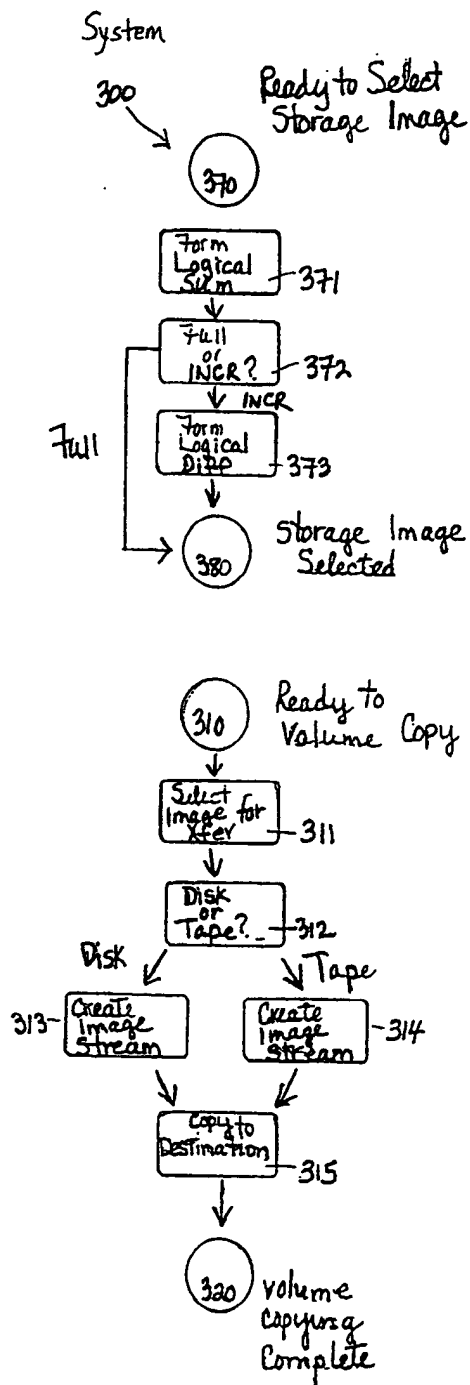 System
300
Ready to Select
Storage Image
370
Form
Logical
Sum
371
Full
or
INCR?
372
INCR
Full
Form
Logical
Diff
373
380
Storage Image
Selected
310
Ready to
Volume Copy
Select
Image for
Xfer
311
Disk
or
Tape?
312
Disk
Tape
313
Create
Image
Stream
Create
Image
Stream
314
Copy to
Destination
315
320
Volume
Copying
Complete